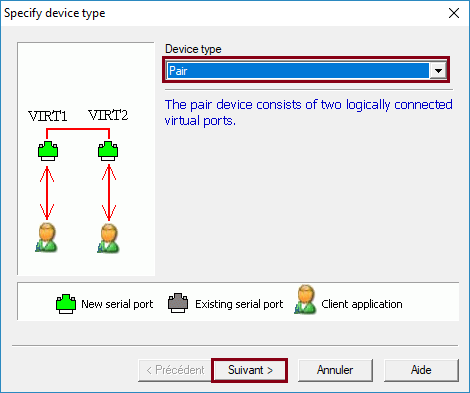 Specify device type
Device type
Pair
The pair device consists of two logically connected
virtual ports.
VIRT1 VIRT2
New serial port Existing serial port Client application
< Précédent Suivant > Annuler Aide